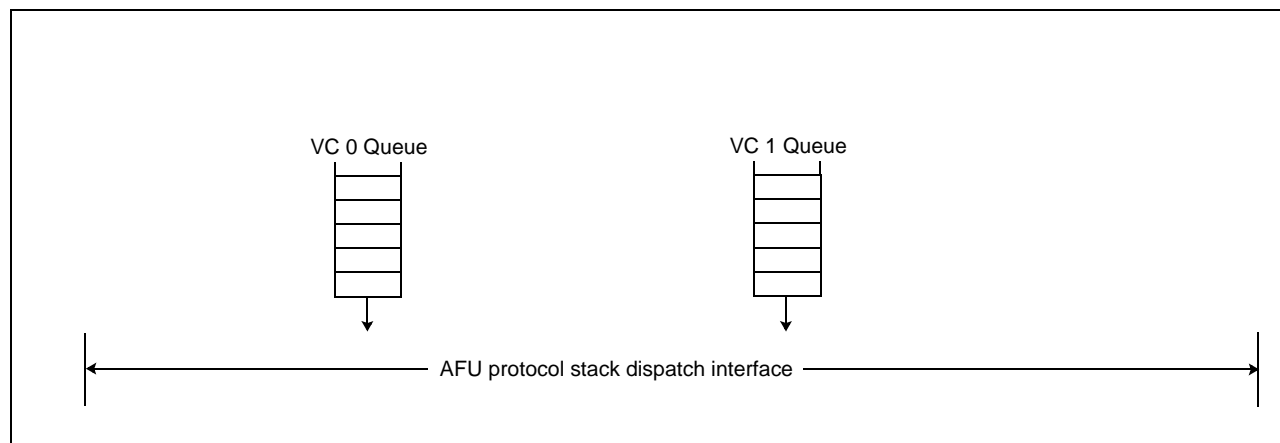 VC 0 Queue
VC 1 Queue
AFU protocol stack dispatch interface